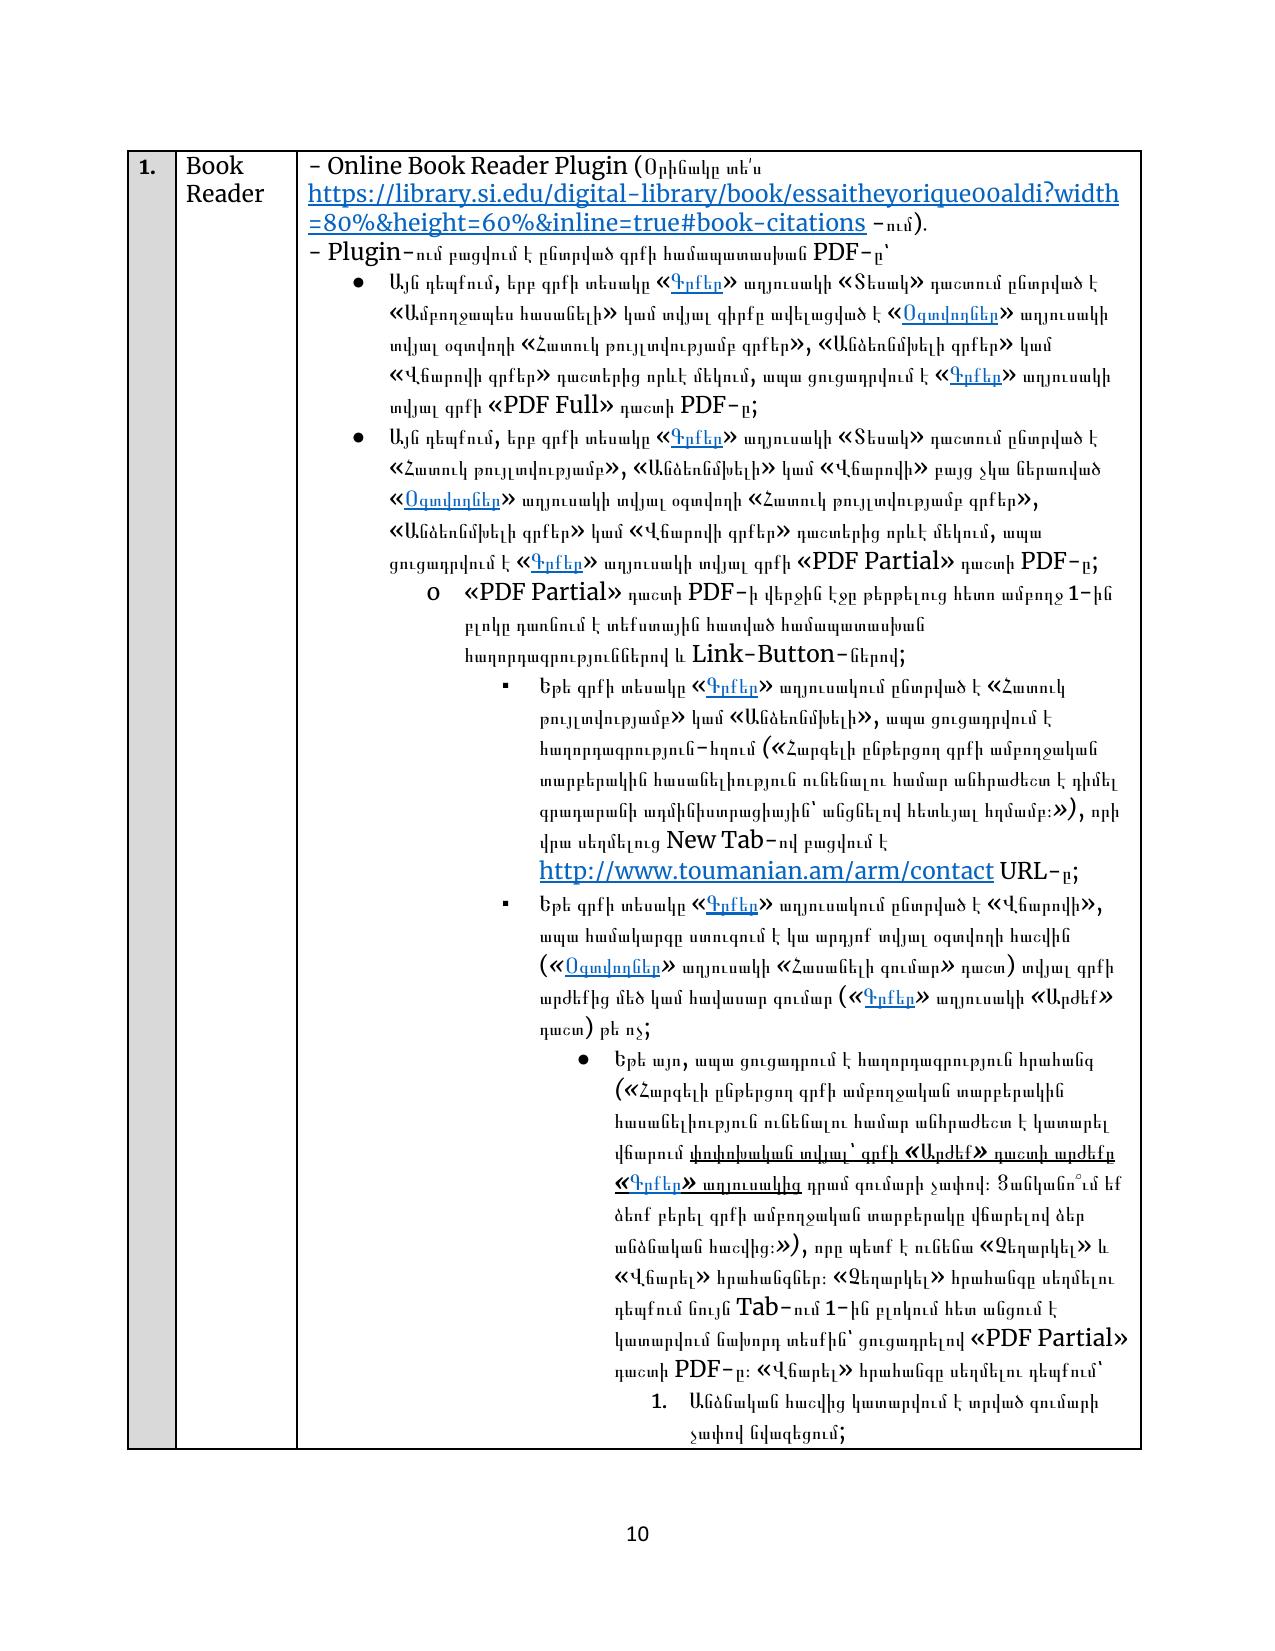 1. Book - Online Book Reader Plugin (Օրինակը տե՛ս
Reader https://library.si.edu/digital-library/book/essaitheyorique00aldi?width
=80%&height=60%&inline=true#book-citations -ում).
- Plugin-ում բացվում է ընտրված գրքի համապատասխան PDF-ը՝
● Այն դեպքում, երբ գրքի տեսակը «Գրքեր» աղյուսակի «Տեսակ» դաշտում ընտրված է
«Ամբողջապես հասանելի» կամ տվյալ գիրքը ավելացված է «Օգտվողներ» աղյուսակի
տվյալ օգտվողի «Հատուկ թույլտվությամբ գրքեր», «Անձեռնմխելի գրքեր» կամ
«Վճարովի գրքեր» դաշտերից որևէ մեկում, ապա ցուցադրվում է «Գրքեր» աղյուսակի
տվյալ գրքի «PDF Full» դաշտի PDF-ը;
● Այն դեպքում, երբ գրքի տեսակը «Գրքեր» աղյուսակի «Տեսակ» դաշտում ընտրված է
«Հատուկ թույլտվությամբ», «Անձեռնմխելի» կամ «Վճարովի» բայց չկա ներառված
«Օգտվողներ» աղյուսակի տվյալ օգտվողի «Հատուկ թույլտվությամբ գրքեր»,
«Անձեռնմխելի գրքեր» կամ «Վճարովի գրքեր» դաշտերից որևէ մեկում, ապա
ցուցադրվում է «Գրքեր» աղյուսակի տվյալ գրքի «PDF Partial» դաշտի PDF-ը;
o «PDF Partial» դաշտի PDF-ի վերջին էջը թերթելուց հետո ամբողջ 1-ին
բլոկը դառնում է տեքստային հատված համապատասխան
հաղորդագրություններով և Link-Button-ներով;
▪ Եթե գրքի տեսակը «Գրքեր» աղյուսակում ընտրված է «Հատուկ
թույլտվությամբ» կամ «Անձեռնմխելի», ապա ցուցադրվում է
հաղորդագրություն-հղում («Հարգելի ընթերցող գրքի ամբողջական
տարբերակին հասանելիություն ունենալու համար անհրաժեշտ է դիմել
գրադարանի ադմինիստրացիային՝ անցնելով հետևյալ հղմամբ։»), որի
վրա սեղմելուց New Tab-ով բացվում է
http://www.toumanian.am/arm/contact URL-ը;
▪ Եթե գրքի տեսակը «Գրքեր» աղյուսակում ընտրված է «Վճարովի»,
ապա համակարգը ստուգում է կա արդյոք տվյալ օգտվողի հաշվին
(«Օգտվողներ» աղյուսակի «Հասանելի գումար» դաշտ) տվյալ գրքի
արժեքից մեծ կամ հավասար գումար («Գրքեր» աղյուսակի «Արժեք»
դաշտ) թե ոչ;
● Եթե այո, ապա ցուցադրում է հաղորդագրություն հրահանգ
(«Հարգելի ընթերցող գրքի ամբողջական տարբերակին
հասանելիություն ունենալու համար անհրաժեշտ է կատարել
վճարում փոփոխական տվյալ՝ գրքի «Արժեք» դաշտի արժեքը
«Գրքեր» աղյուսակից դրամ գումարի չափով։ Ցանկանո՞ւմ եք
ձեռք բերել գրքի ամբողջական տարբերակը վճարելով ձեր
անձնական հաշվից։»), որը պետք է ունենա «Չեղարկել» և
«Վճարել» հրահանգներ։ «Չեղարկել» հրահանգը սեղմելու
դեպքում նույն Tab-ում 1-ին բլոկում հետ անցում է
կատարվում նախորդ տեսքին՝ ցուցադրելով «PDF Partial»
դաշտի PDF-ը։ «Վճարել» հրահանգը սեղմելու դեպքում՝
1. Անձնական հաշվից կատարվում է տրված գումարի
չափով նվազեցում;
10